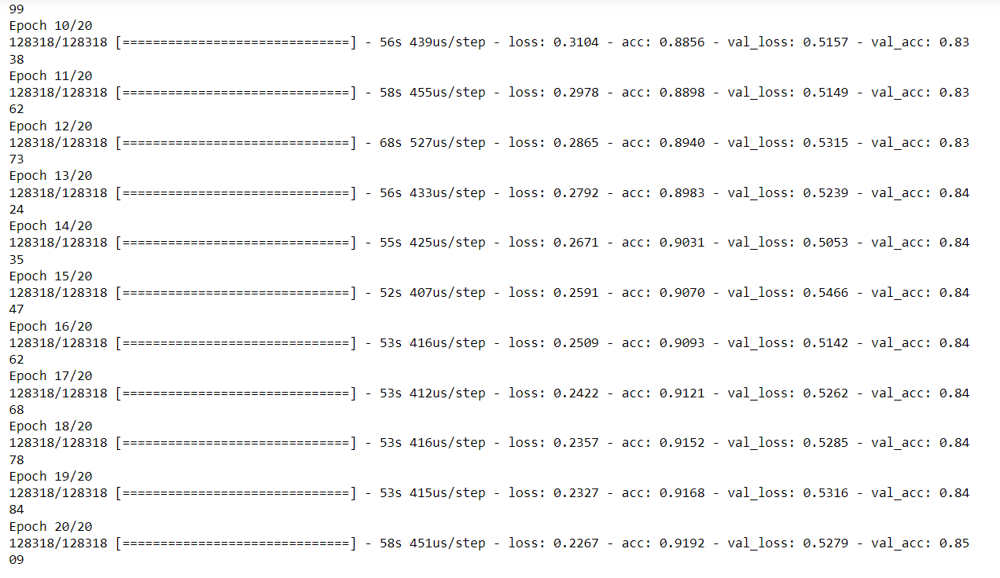 99
Epoch 10/20
128318/128318 [==============================] - 56s 439us/step - loss: 0.3104 - acc: 0.8856 - val_loss: 0.5157 - val_acc: 0.83
38
Epoch 11/20
128318/128318 [==============================] - 58s 455us/step - loss: 0.2978 - acc: 0.8898 - val_loss: 0.5149 - val_acc: 0.83
62
Epoch 12/20
128318/128318 [==============================] - 68s 527us/step - loss: 0.2865 - acc: 0.8940 - val_loss: 0.5315 - val_acc: 0.83
73
Epoch 13/20
128318/128318 [==============================] - 56s 433us/step - loss: 0.2792 - acc: 0.8983 - val_loss: 0.5239 - val_acc: 0.84
24
Epoch 14/20
128318/128318 [==============================] - 55s 425us/step - loss: 0.2671 - acc: 0.9031 - val_loss: 0.5053 - val_acc: 0.84
35
Epoch 15/20
128318/128318 [==============================] - 52s 407us/step - loss: 0.2591 - acc: 0.9070 - val_loss: 0.5466 - val_acc: 0.84
47
Epoch 16/20
128318/128318 [==============================] - 53s 416us/step - loss: 0.2509 - acc: 0.9093 - val_loss: 0.5142 - val_acc: 0.84
62
Epoch 17/20
128318/128318 [==============================] - 53s 412us/step - loss: 0.2422 - acc: 0.9121 - val_loss: 0.5262 - val_acc: 0.84
68
Epoch 18/20
128318/128318 [==============================] - 53s 416us/step - loss: 0.2357 - acc: 0.9152 - val_loss: 0.5285 - val_acc: 0.84
78
Epoch 19/20
128318/128318 [==============================] - 53s 415us/step - loss: 0.2327 - acc: 0.9168 - val_loss: 0.5316 - val_acc: 0.84
84
Epoch 20/20
128318/128318 [==============================] - 58s 451us/step - loss: 0.2267 - acc: 0.9192 - val_loss: 0.5279 - val_acc: 0.85
09